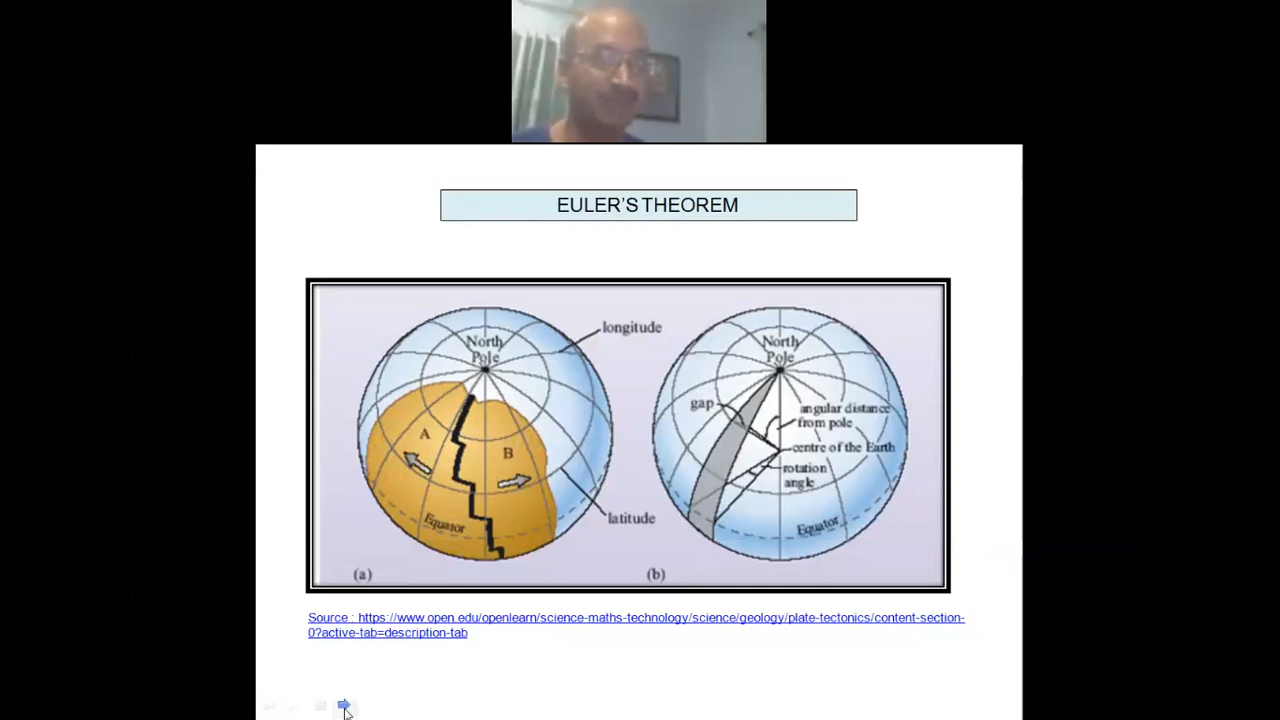 EULER'S THEOREM
North
Pole
longitude
A
B
Equator
latitude
(a)
North
Pole
gap
angular distance
from pole
centre of the Earth
rotation
angle
Equator
(b)
Source : https://www.open.edu/openlearn/science-maths-technology/science/geology/plate-tectonics/content-section-
0?active-tab=description-tab